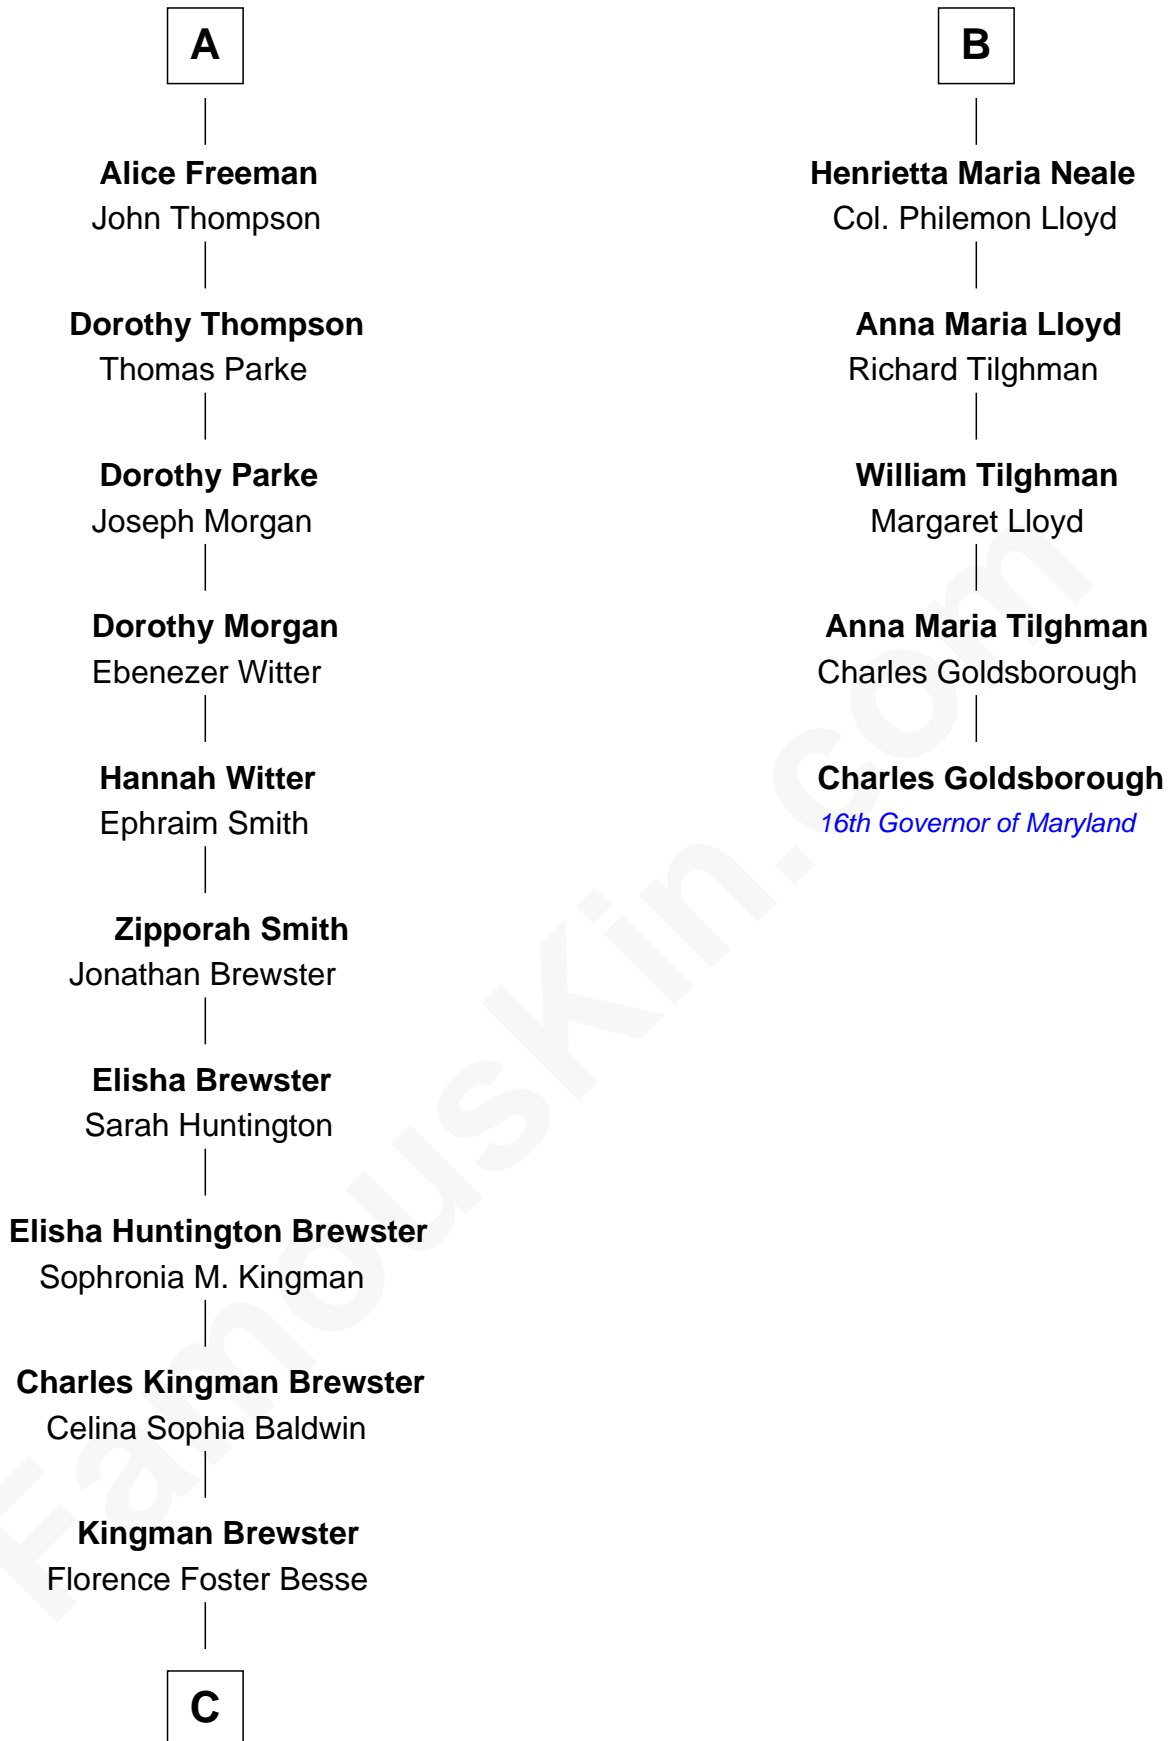 A
Alice Freeman
John Thompson
Dorothy Thompson
Thomas Parke
Dorothy Parke
Joseph Morgan
Dorothy Morgan
Ebenezer Witter
Hannah Witter
Ephraim Smith
Zipporah Smith
Jonathan Brewster
Elisha Brewster
Sarah Huntington
Elisha Huntington Brewster
Sophronia M. Kingman
Charles Kingman Brewster
Celina Sophia Baldwin
Kingman Brewster
Florence Foster Besse
C
B
Henrietta Maria Neale
Col. Philemon Lloyd
Anna Maria Lloyd
Richard Tilghman
William Tilghman
Margaret Lloyd
Anna Maria Tilghman
Charles Goldsborough
Charles Goldsborough
16th Governor of Maryland
FamousKin.com